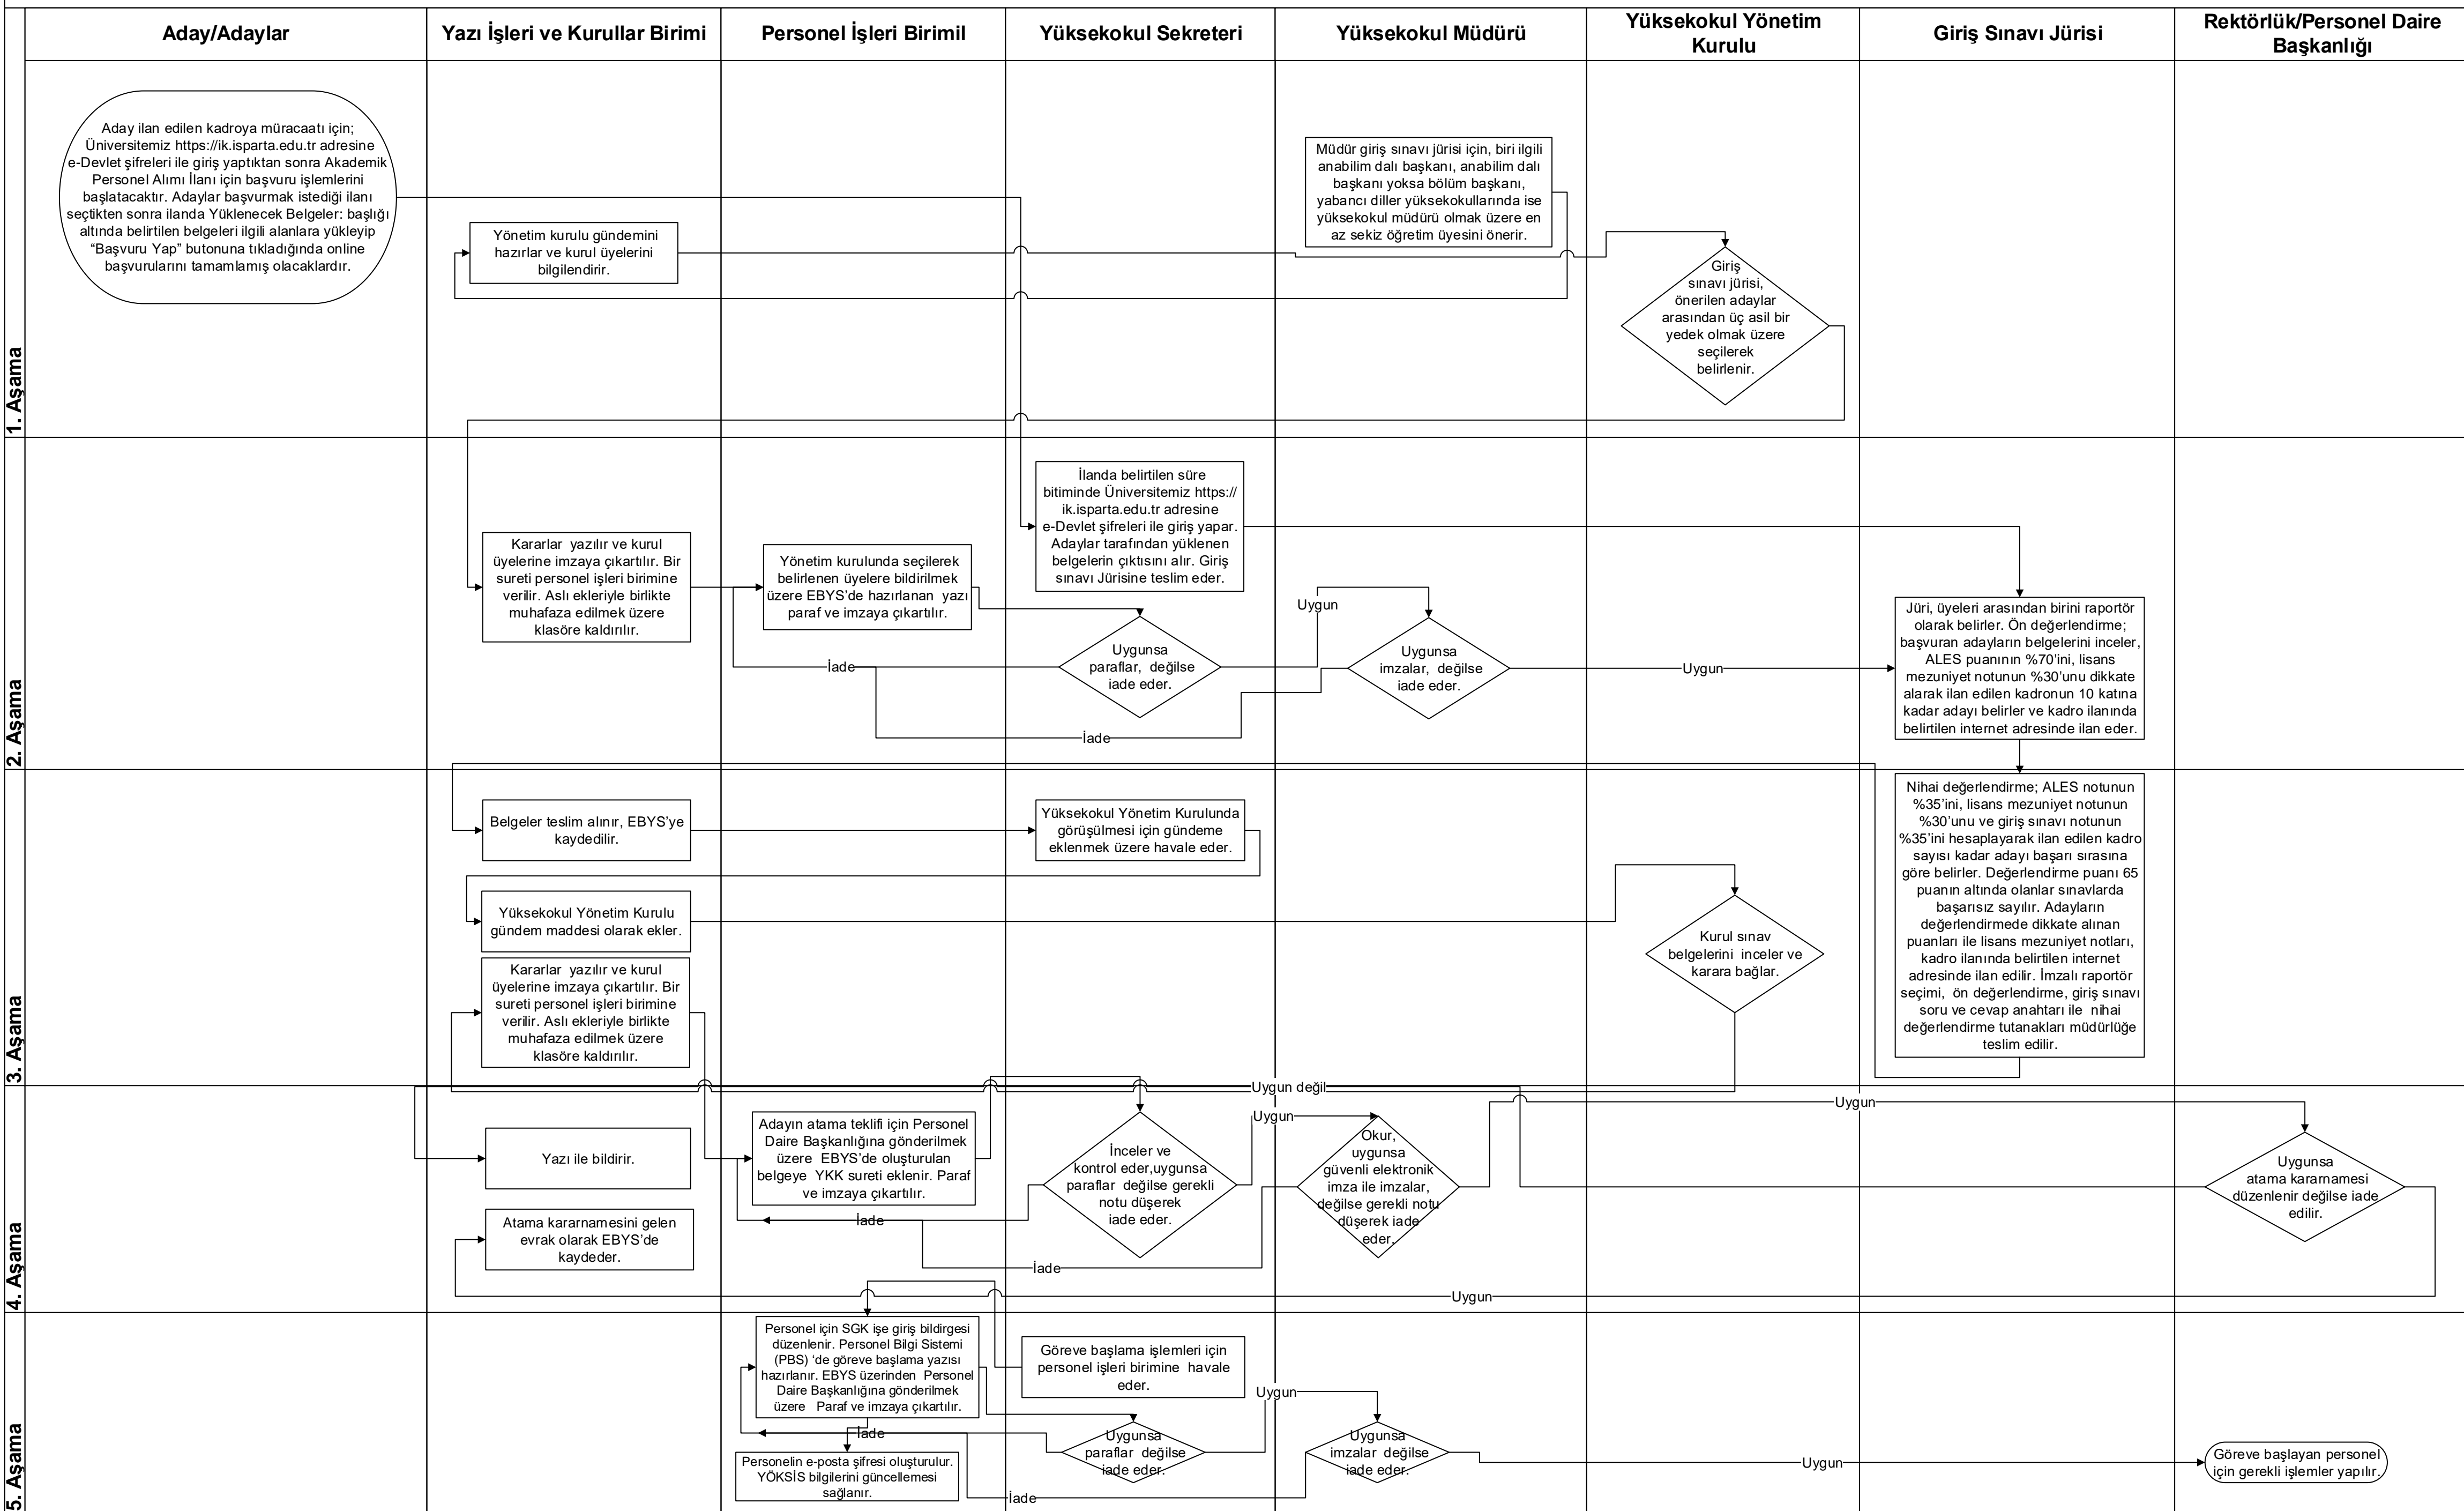 Aday/Adaylar
Yazı İşleri ve Kurullar Birimi
Personel İşleri Birimil
Yüksekokul Sekreteri
Yüksekokul Müdürü
Yüksekokul Yönetim
Kurulu
Giriş Sınavı Jürisi
Rektörlük/Personel Daire
Başkanlığı
1. Aşama
Aday ilan edilen kadroya müracaatı için;
Üniversitemiz https://ik.isparta.edu.tr adresine
e-Devlet şifreleri ile giriş yaptıktan sonra Akademik
Personel Alımı İlanı için başvuru işlemlerini
başlatacaktır. Adaylar başvurmak istediği ilanı
seçtikten sonra ilanda Yüklenecek Belgeler: başlığı
altında belirtilen belgeleri ilgili alanlara yükleyip
“Başvuru Yap” butonuna tıkladığında online
başvurularını tamamlamış olacaklardır.
Yönetim kurulu gündemini
hazırlar ve kurul üyelerini
bilgilendirir.
Müdür giriş sınavı jürisi için, biri ilgili
anabilim dalı başkanı, anabilim dalı
başkanı yoksa bölüm başkanı,
yabancı diller yüksekokullarında ise
yüksekokul müdürü olmak üzere en
az sekiz öğretim üyesini önerir.
Giriş
sınavı jürisi,
önerilen adaylar
arasından üç asil bir
yedek olmak üzere
seçilerek
belirlenir.
2. Aşama
Kararlar yazılır ve kurul
üyelerine imzaya çıkartılır. Bir
sureti personel işleri birimine
verilir. Aslı ekleriyle birlikte
muhafaza edilmek üzere
klasöre kaldırılır.
Yönetim kurulunda seçilerek
belirlenen üyelere bildirilmek
üzere EBYS’de hazırlanan yazı
paraf ve imzaya çıkartılır.
İlanda belirtilen süre
bitiminde Üniversitemiz https://
ik.isparta.edu.tr adresine
e-Devlet şifreleri ile giriş yapar.
Adaylar tarafından yüklenen
belgelerin çıktısını alır. Giriş
sınavı Jürisine teslim eder.
Uygunsa
paraflar, değilse
iade eder.
İade
Uygun
Uygunsa
imzalar, değilse
iade eder.
İade
Uygun
Jüri, üyeleri arasından birini raportör
olarak belirler. Ön değerlendirme;
başvuran adayların belgelerini inceler,
ALES puanının %70’ini, lisans
mezuniyet notunun %30’unu dikkate
alarak ilan edilen kadronun 10 katına
kadar adayı belirler ve kadro ilanında
belirtilen internet adresinde ilan eder.
3. Aşama
Belgeler teslim alınır, EBYS’ye
kaydedilir.
Yüksekokul Yönetim Kurulunda
görüşülmesi için gündeme
eklenmek üzere havale eder.
Yüksekokul Yönetim Kurulu
gündem maddesi olarak ekler.
Kararlar yazılır ve kurul
üyelerine imzaya çıkartılır. Bir
sureti personel işleri birimine
verilir. Aslı ekleriyle birlikte
muhafaza edilmek üzere
klasöre kaldırılır.
Kurul sınav
belgelerini inceler ve
karara bağlar.
Nihai değerlendirme; ALES notunun
%35’ini, lisans mezuniyet notunun
%30’unu ve giriş sınavı notunun
%35’ini hesaplayarak ilan edilen kadro
sayısı kadar adayı başarı sırasına
göre belirler. Değerlendirme puanı 65
puanın altında olanlar sınavlarda
başarısız sayılır. Adayların
değerlendirmede dikkate alınan
puanları ile lisans mezuniyet notları,
kadro ilanında belirtilen internet
adresinde ilan edilir. İmzalı raportör
seçimi, ön değerlendirme, giriş sınavı
soru ve cevap anahtarı ile nihai
değerlendirme tutanakları müdürlüğe
teslim edilir.
Uygun değil
4. Aşama
Yazı ile bildirir.
Atama kararnamesini gelen
evrak olarak EBYS’de
kaydeder.
Adayın atama teklifi için Personel
Daire Başkanlığına gönderilmek
üzere EBYS’de oluşturulan
belgeye YKK sureti eklenir. Paraf
ve imzaya çıkartılır.
İade
İnceler ve
kontrol eder,uygunsa
paraflar değilse gerekli
notu düşerek
iade eder.
İade
Uygun
Okur,
uygunsa
güvenli elektronik
imza ile imzalar,
değilse gerekli notu
düşerek iade
eder.
Uygun
Uygunsa
atama kararnamesi
düzenlenir değilse iade
edilir.
Uygun
5. Aşama
Personel için SGK işe giriş bildirgesi
düzenlenir. Personel Bilgi Sistemi
(PBS) ‘de göreve başlama yazısı
hazırlanır. EBYS üzerinden Personel
Daire Başkanlığına gönderilmek
üzere Paraf ve imzaya çıkartılır.
İade
Personelin e-posta şifresi oluşturulur.
YÖKSİS bilgilerini güncellemesi
sağlanır.
Göreve başlama işlemleri için
personel işleri birimine havale
eder.
Uygunsa
paraflar değilse
iade eder.
İade
Uygun
Uygunsa
imzalar değilse
iade eder.
Uygun
Göreve başlayan personel
için gerekli işlemler yapılır.